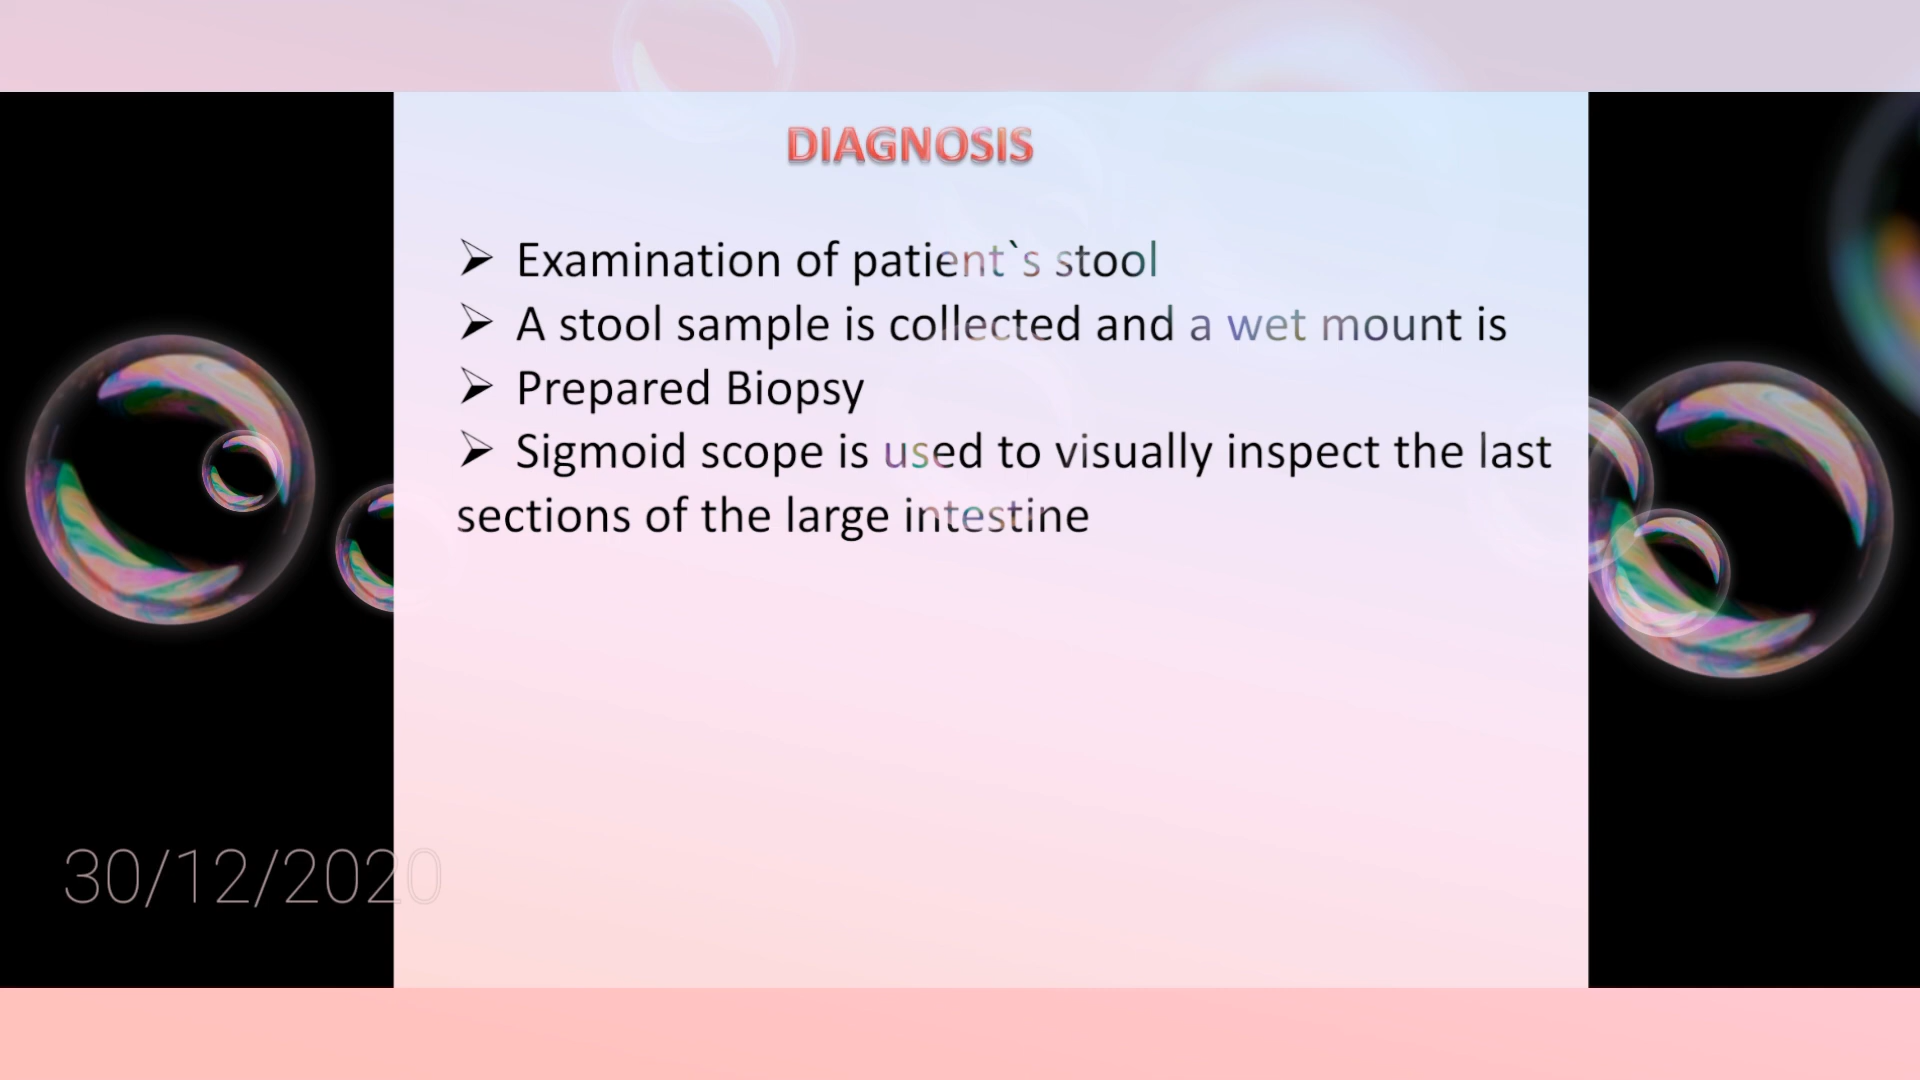 DIAGNOSIS
➢ Examination of patient`s stool
➢ A stool sample is collected and a wet mount is
➢ Prepared Biopsy
➢ Sigmoid scope is used to visually inspect the last
sections of the large intestine
30/12/2020